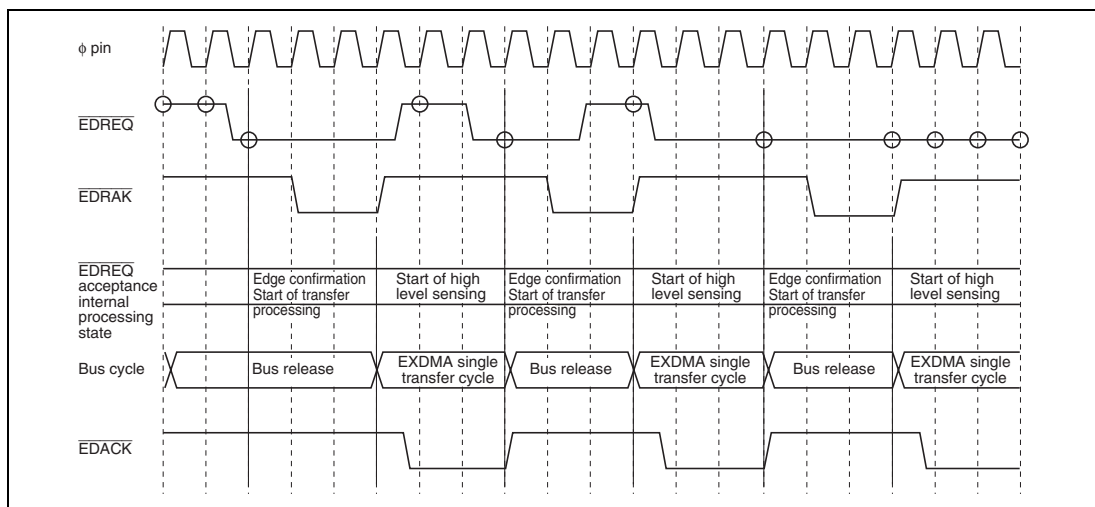 φ pin
EDREQ
EDRAK
EDREQ
acceptance
internal
processing
state
Edge confirmation
Start of transfer
processing
Start of high
level sensing
Edge confirmation
Start of transfer
processing
Start of high
level sensing
Edge confirmation
Start of transfer
processing
Start of high
level sensing
Bus cycle
Bus release
EXDMA single
transfer cycle
Bus release
EXDMA single
transfer cycle
Bus release
EXDMA single
transfer cycle
EDACK